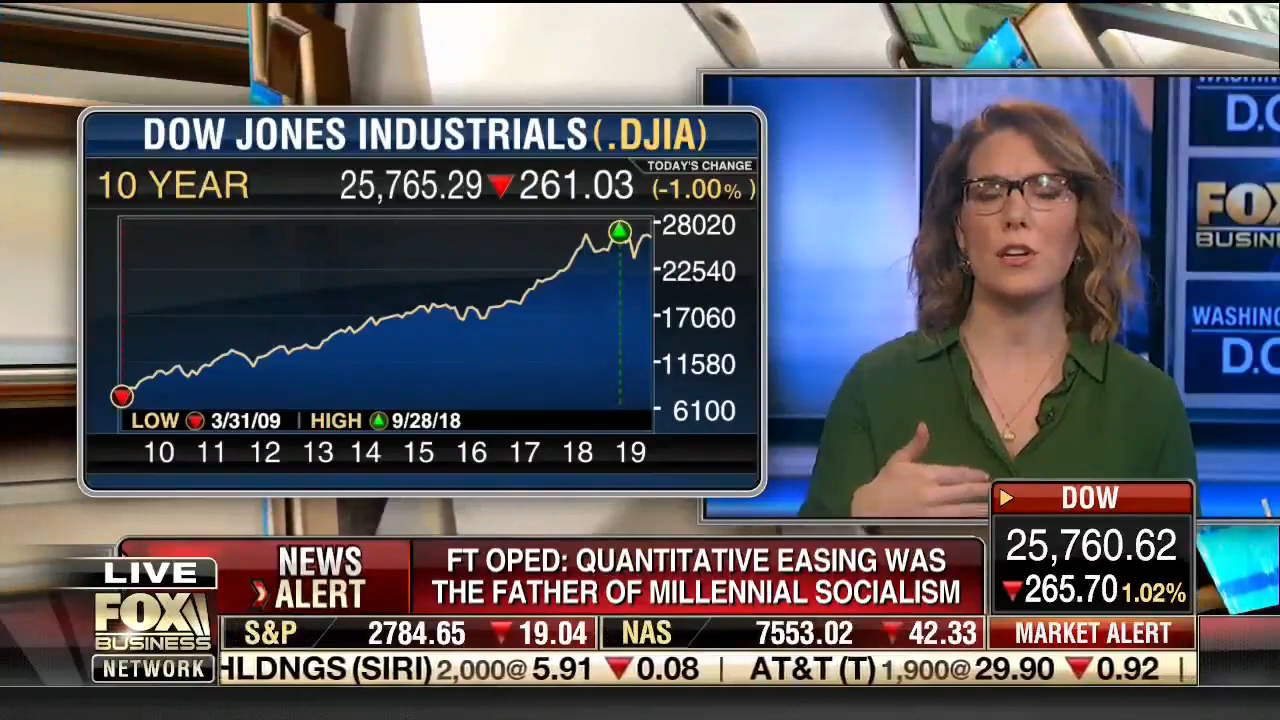 DOW JONES INDUSTRIALS (.DJIA)
TODAY'S CHANGE
10 YEAR 25,765.29 261.03 (-1.00%)
28020
22540
17060
11580
6100
LOW 3/31/09 | HIGH 9/28/18
10 11 12 13 14 15 16 17 18 19
D.C
FOX
BUSIN
WASHING
D.C
DOW
25,760.62
265.70 1.02%
MARKET ALERT
NEWS
ALERT
FT OPED: QUANTITATIVE EASING WAS
THE FATHER OF MILLENNIAL SOCIALISM
LIVE
FOX
BUSINESS
NETWORK
S&P 2784.65 19.04 NAS 7553.02 42.33
HLDNGS (SIRI) 2,000@ 5.91 0.08 | AT&T (T) 1,900@ 29.90 0.92 |